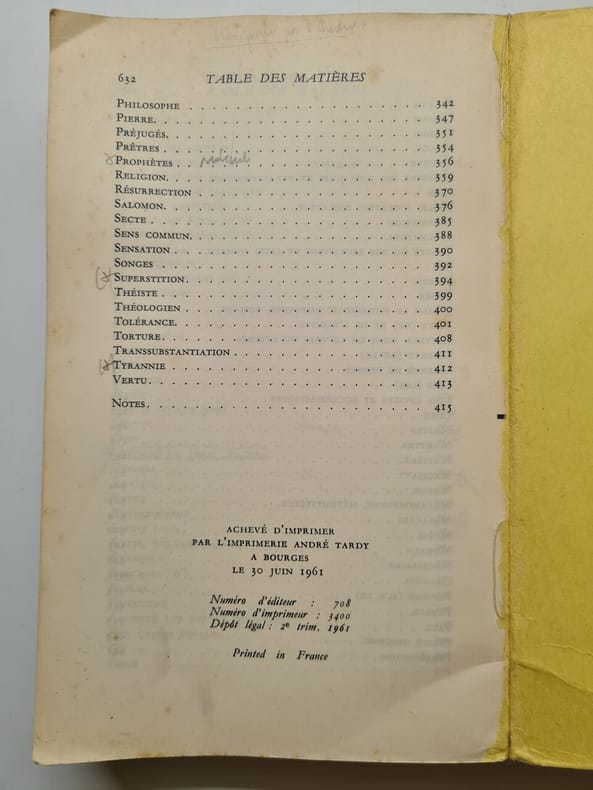 632 TABLE DES MATIÈRES
PHILOSOPHE . . . . . . . . . . . . . . . . 342
PIERRE. . . . . . . . . . . . . . . . . . 347
PRÉJUGÉS. . . . . . . . . . . . . . . . . 351
PRÊTRES . . . . . . . . . . . . . . . . . 354
PROPHÈTES . . . . . . . . . . . . . . . . 356
RELIGION. . . . . . . . . . . . . . . . . 359
RÉSURRECTION . . . . . . . . . . . . . . . 370
SALOMON. . . . . . . . . . . . . . . . . 376
SECTE . . . . . . . . . . . . . . . . . . 385
SENS COMMUN. . . . . . . . . . . . . . . . 388
SENSATION . . . . . . . . . . . . . . . . 390
SONGES . . . . . . . . . . . . . . . . . 392
SUPERSTITION. . . . . . . . . . . . . . . 394
THÉISTE . . . . . . . . . . . . . . . . . 399
THÉOLOGIEN . . . . . . . . . . . . . . . . 400
TOLÉRANCE. . . . . . . . . . . . . . . . . 401
TORTURE . . . . . . . . . . . . . . . . . 408
TRANSSUBSTANTIATION . . . . . . . . . . . . 411
TYRANNIE . . . . . . . . . . . . . . . . . 412
VERTU. . . . . . . . . . . . . . . . . . 413
NOTES. . . . . . . . . . . . . . . . . . 415
ACHEVÉ D'IMPRIMER
PAR L'IMPRIMERIE ANDRÉ TARDY
A BOURGES
LE 30 JUIN 1961
Numéro d'éditeur : 708
Numéro d'imprimeur : 3400
Dépôt légal : 2e trim. 1961
Printed in France